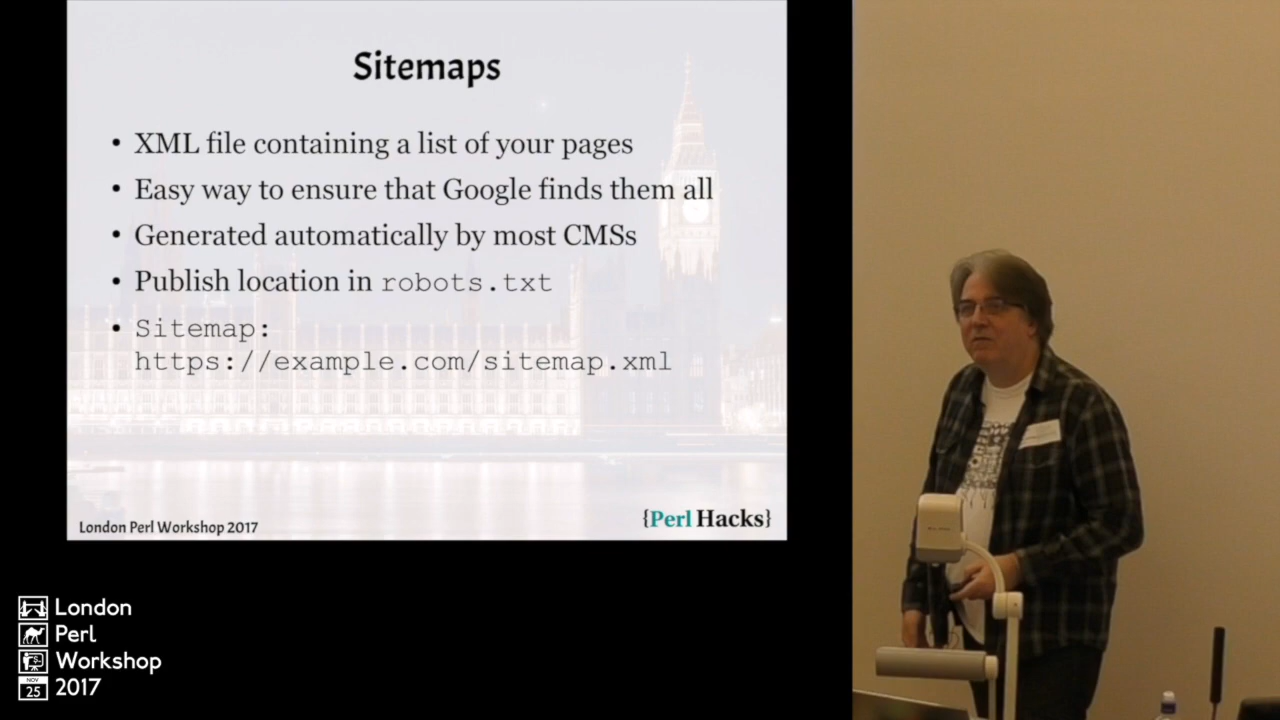 Sitemaps
• XML file containing a list of your pages
• Easy way to ensure that Google finds them all
• Generated automatically by most CMSs
• Publish location in robots.txt
• Sitemap:
https://example.com/sitemap.xml
London Perl Workshop 2017
{Perl Hacks}
London
Perl
Workshop
NOV
25
2017